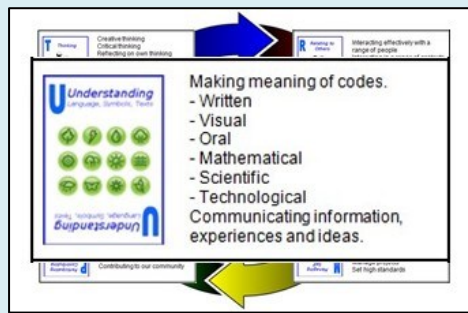 T Thinking
Creative thinking
Critical thinking
Reflecting on own thinking
R Relating to
Others
Interacting effectively with a
range of people
U Understanding
Language, Symbolic, Texts
Making meaning of codes.
- Written
- Visual
- Oral
- Mathematical
- Scientific
- Technological
Communicating information,
experiences and ideas.
U Understanding
Language, Symbolic, Texts
P
Contributing to our community
M
Set high standards